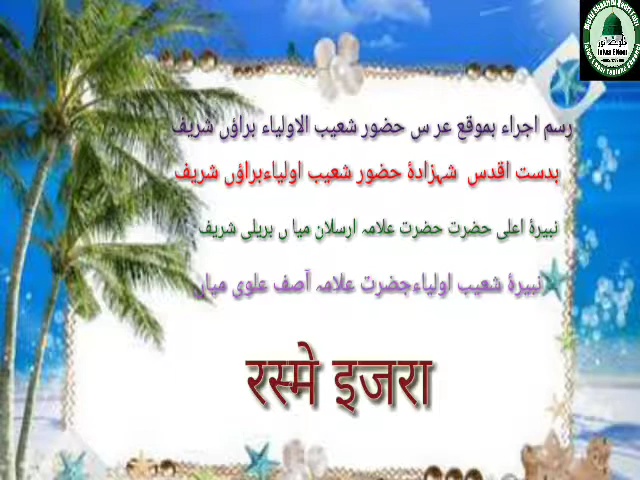 رسم اجراء بموقع عر س حضور شعیب الاولیاء براؤں شریف
بدست اقدس شہزادۂ حضور شعیب اولیاءبراؤں شریف
نبیرۂ اعلی حضرت حضرت علامہ ارسلان میا ں بریلی شریف
نبیرۂ شعیب اولیاءحضرت علامہ آصف علوی میاں
रस्मे इजरा